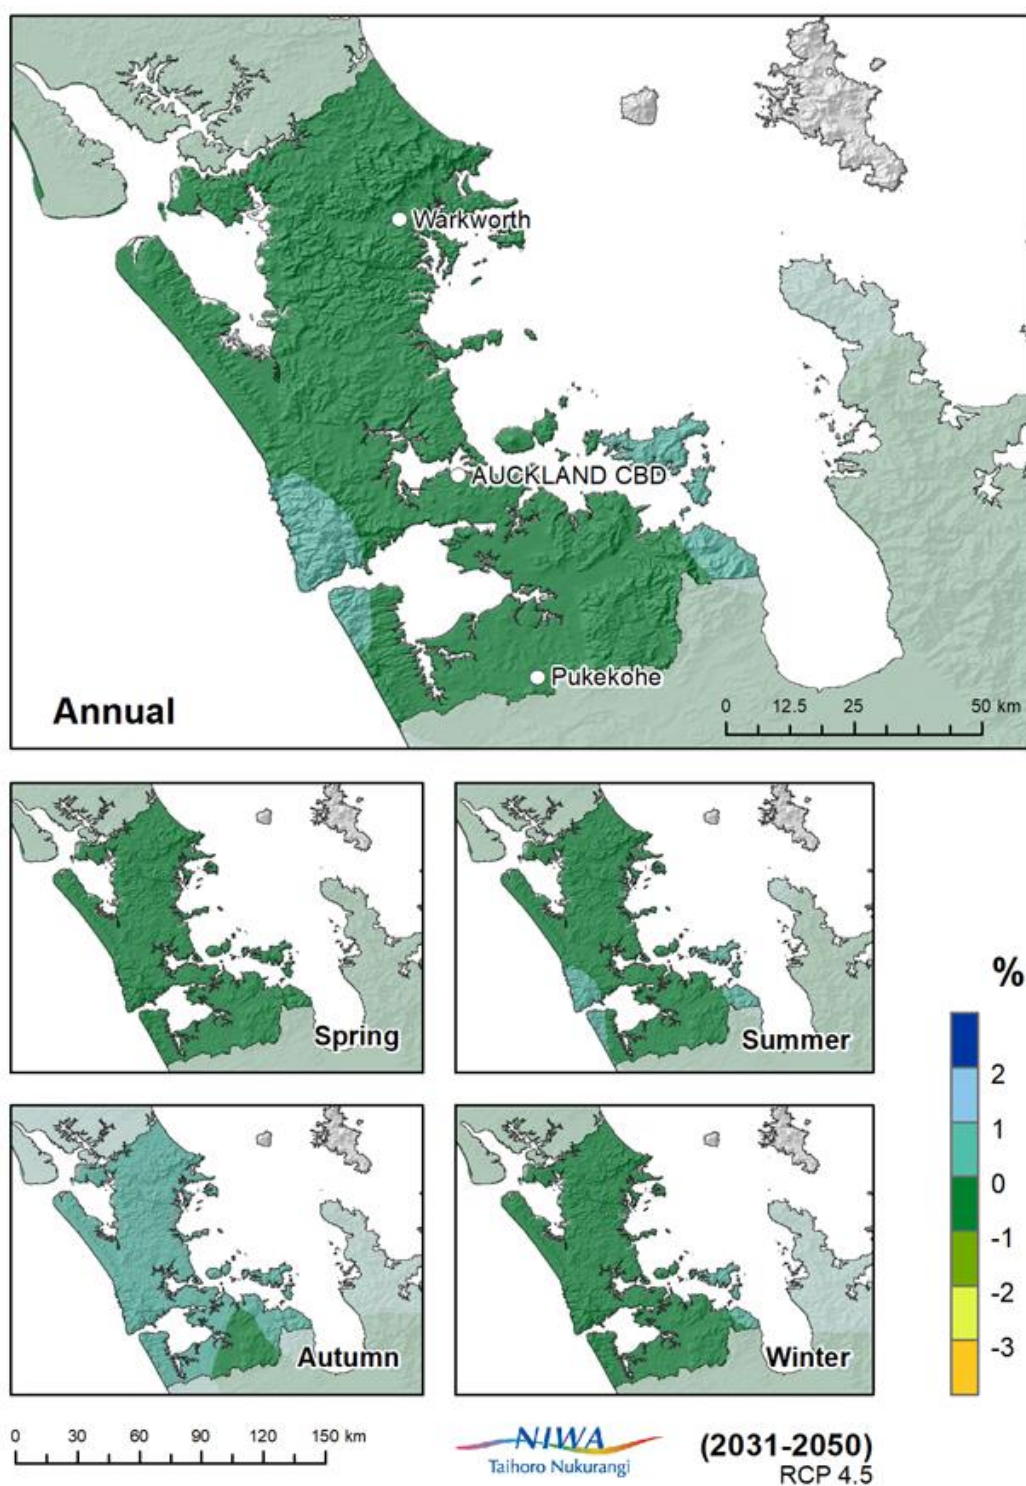 Warkworth
AUCKLAND CBD
Pukekohe
Annual
0 12.5 25 50 km
Spring
Summer
%
2
1
0
-1
-2
-3
Autumn
Winter
0 30 60 90 120 150 km
NIWA
Taihoro Nukurangi
(2031-2050)
RCP 4.5